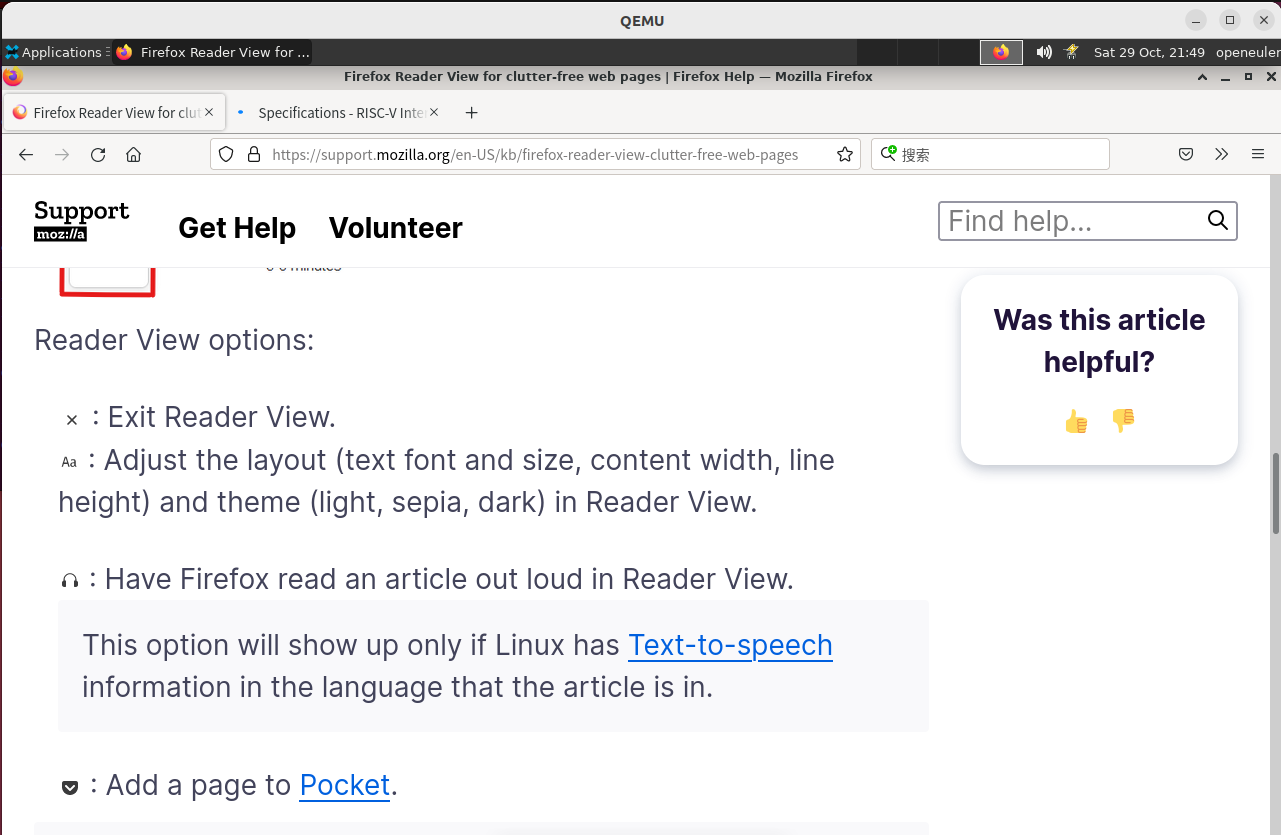 QEMU
Applications
Firefox Reader View for ...
Sat 29 Oct, 21:49
openeuler
Firefox Reader View for clutter-free web pages | Firefox Help — Mozilla Firefox
Firefox Reader View for clut
Specifications - RISC-V Inte
https://support.mozilla.org/en-US/kb/firefox-reader-view-clutter-free-web-pages
搜索
Support
moz://a
Get Help
Volunteer
Find help...
minutes
Reader View options:
: Exit Reader View.
Aa : Adjust the layout (text font and size, content width, line
height) and theme (light, sepia, dark) in Reader View.
: Have Firefox read an article out loud in Reader View.
This option will show up only if Linux has Text-to-speech
information in the language that the article is in.
: Add a page to Pocket.
Was this article
helpful?